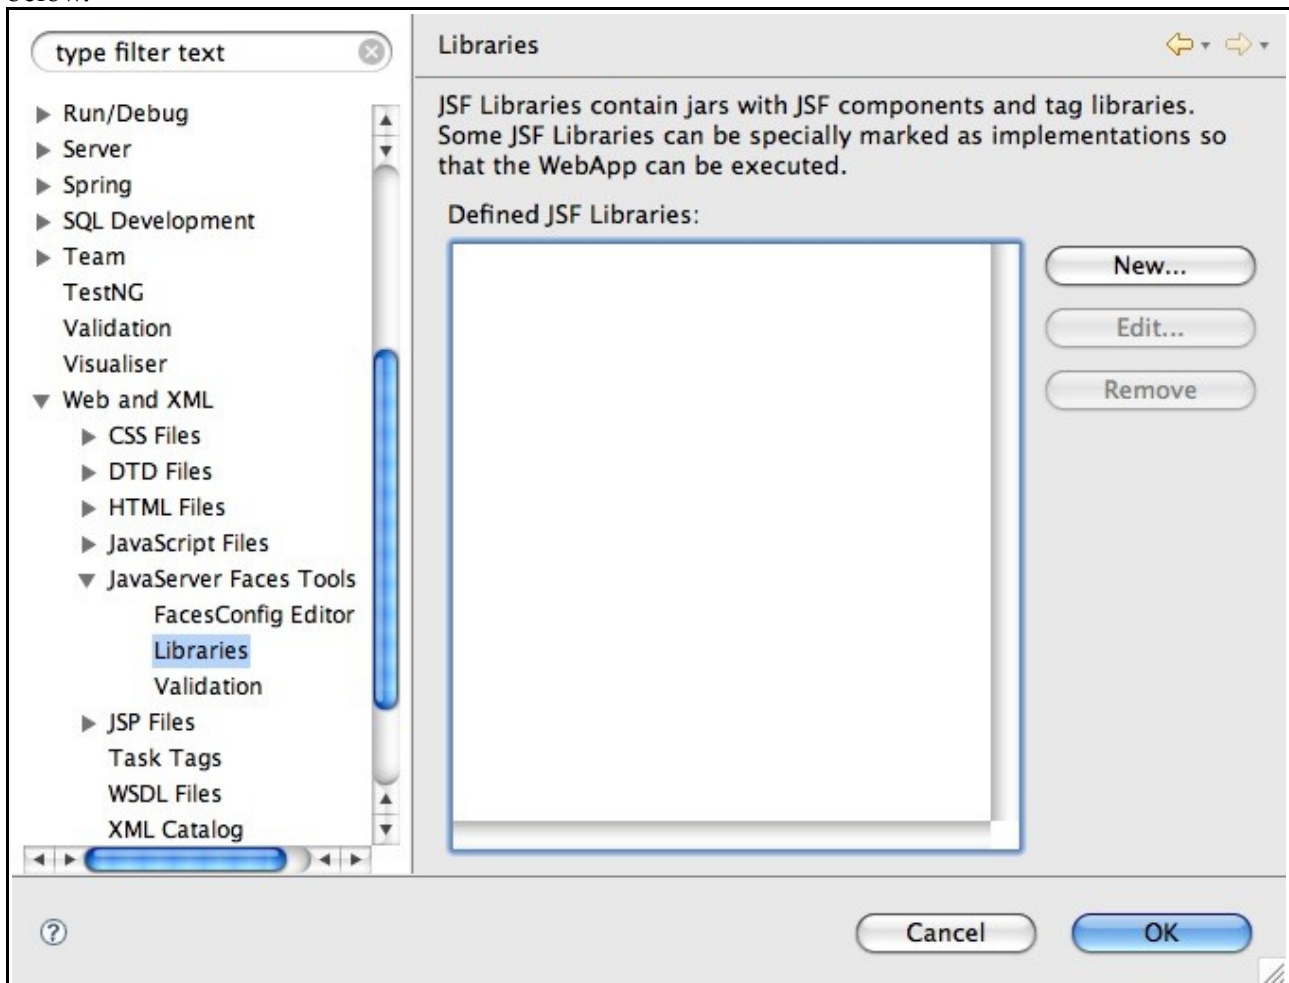 type filter text
Run/Debug
Server
Spring
SQL Development
Team
TestNG
Validation
Visualiser
Web and XML
CSS Files
DTD Files
HTML Files
JavaScript Files
JavaServer Faces Tools
FacesConfig Editor
Libraries
Validation
JSP Files
Task Tags
WSDL Files
XML Catalog
Libraries
JSF Libraries contain jars with JSF components and tag libraries.
Some JSF Libraries can be specially marked as implementations so
that the WebApp can be executed.
Defined JSF Libraries:
New...
Edit...
Remove
?
Cancel
OK